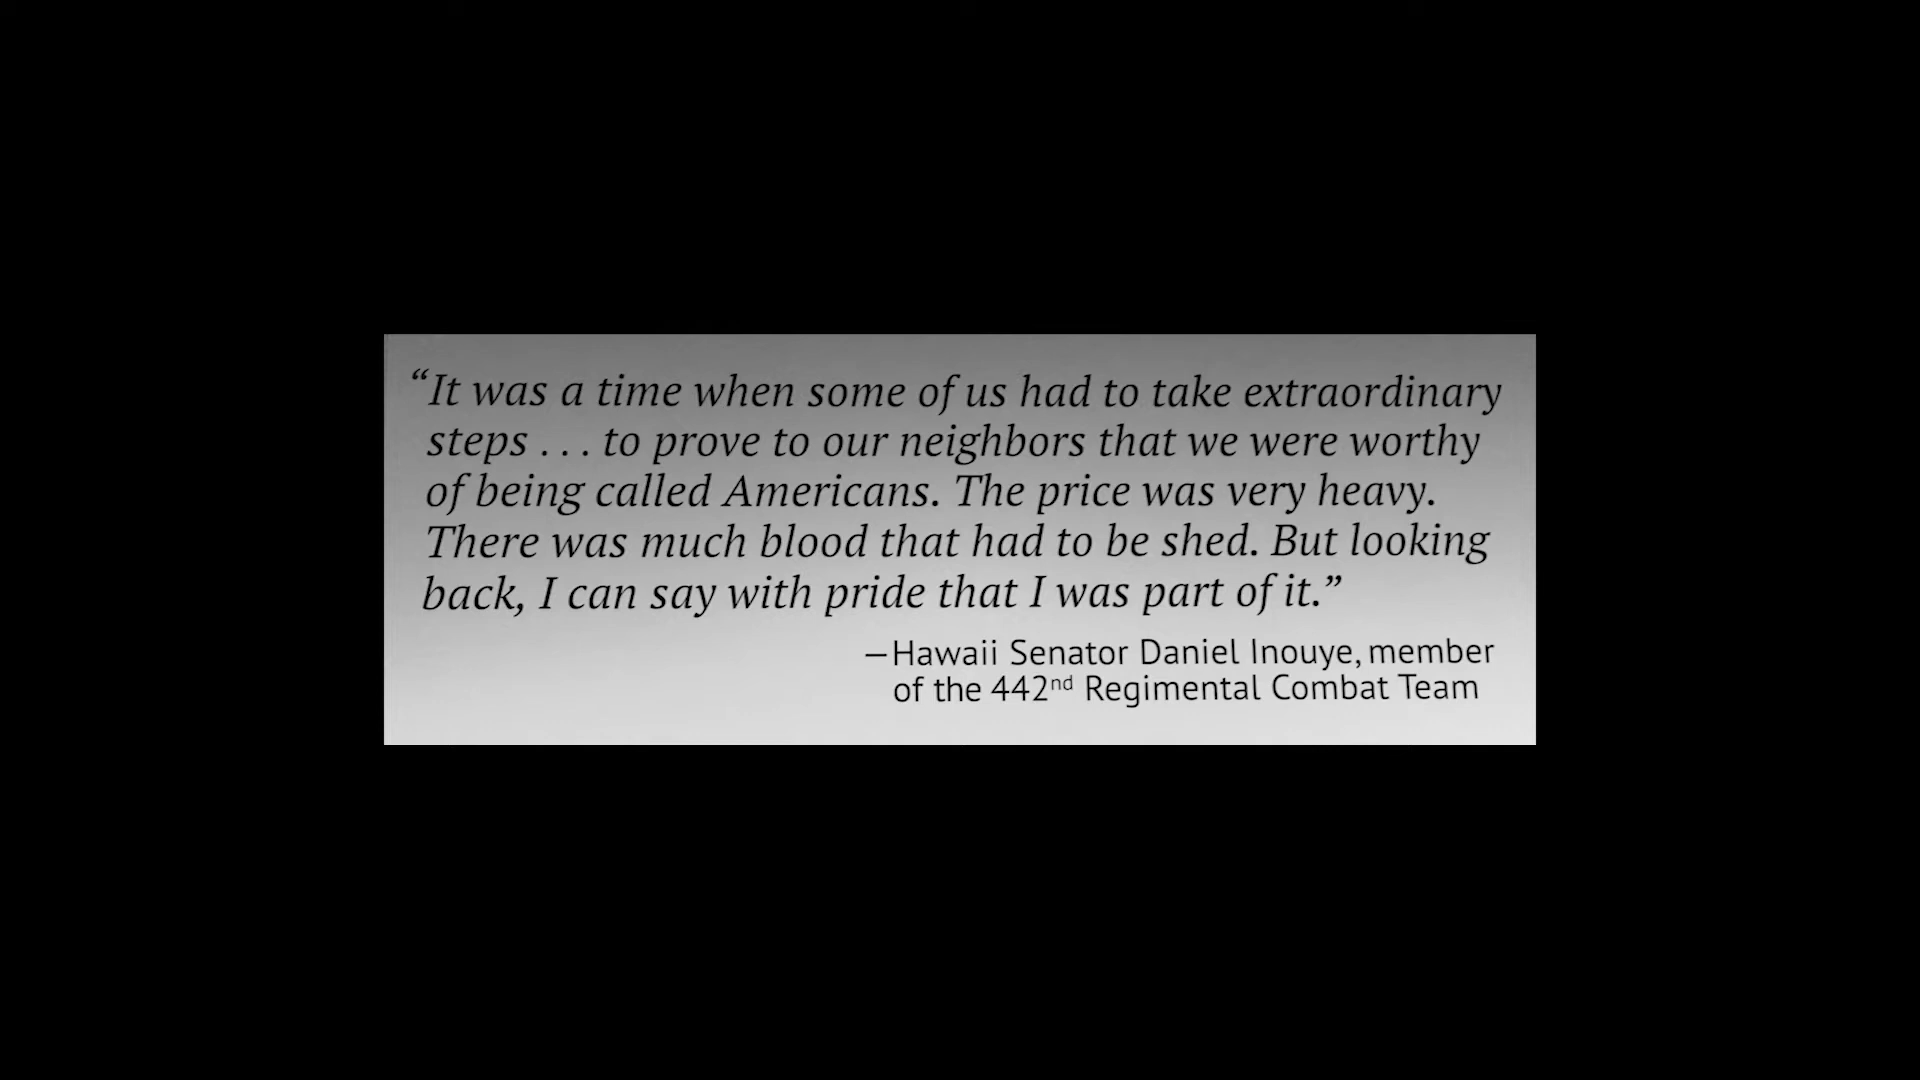 “It was a time when some of us had to take extraordinary
steps . . . to prove to our neighbors that we were worthy
of being called Americans. The price was very heavy.
There was much blood that had to be shed. But looking
back, I can say with pride that I was part of it.”
—Hawaii Senator Daniel Inouye, member
of the 442nd Regimental Combat Team